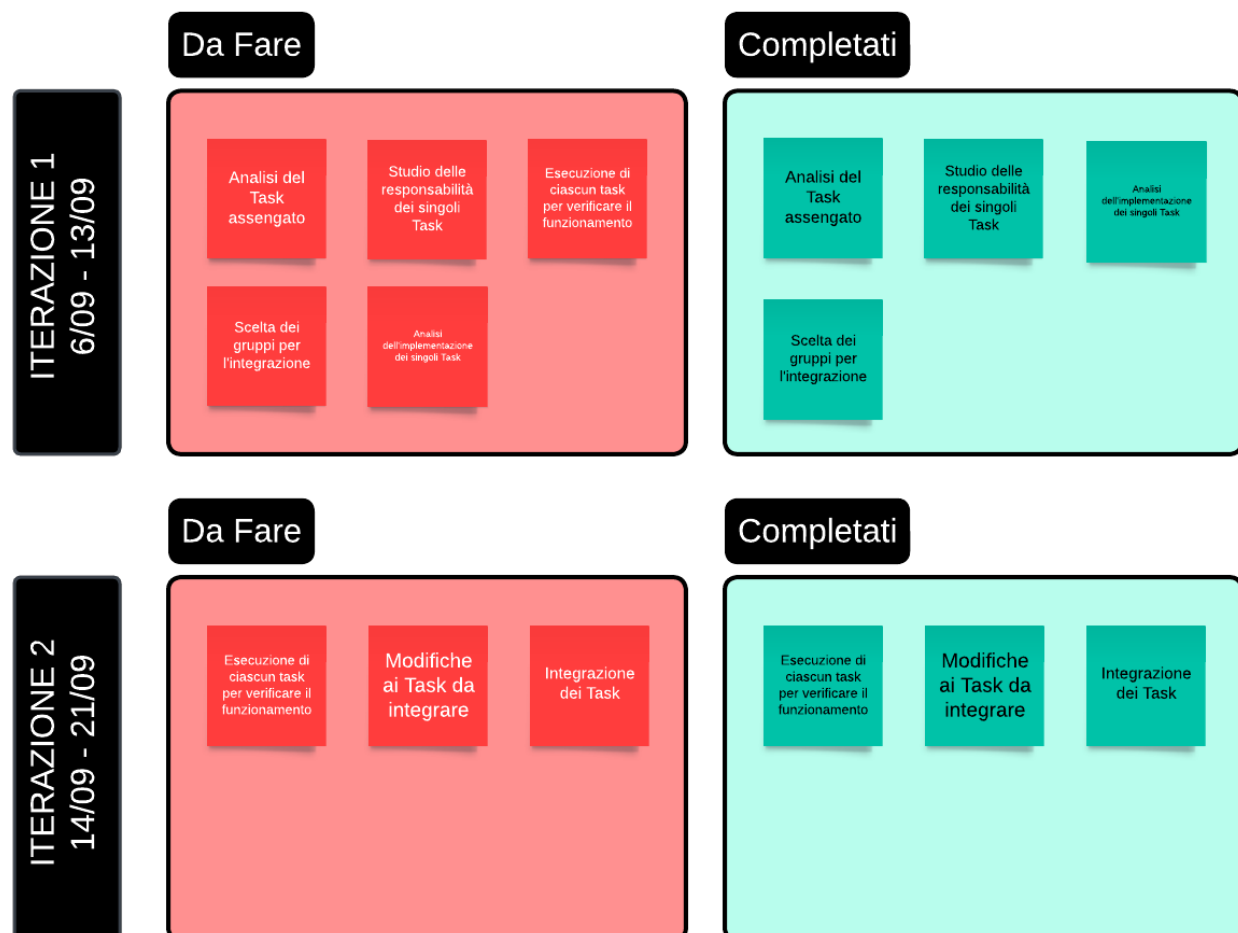 Da Fare
Completati
ITERAZIONE 1
6/09 - 13/09
Analisi del
Task
assengato
Studio delle
responsabilità
dei singoli
Task
Esecuzione di
ciascun task
per verificare il
funzionamento
Scelta dei
gruppi per
l'integrazione
Analisi
dell'implementazione
dei singoli Task
Analisi del
Task
assengato
Studio delle
responsabilità
dei singoli
Task
Analisi
dell'implementazione
dei singoli Task
Scelta dei
gruppi per
l'integrazione
Da Fare
Completati
ITERAZIONE 2
14/09 - 21/09
Esecuzione di
ciascun task
per verificare il
funzionamento
Modifiche
ai Task da
integrare
Integrazione
dei Task
Esecuzione di
ciascun task
per verificare il
funzionamento
Modifiche
ai Task da
integrare
Integrazione
dei Task